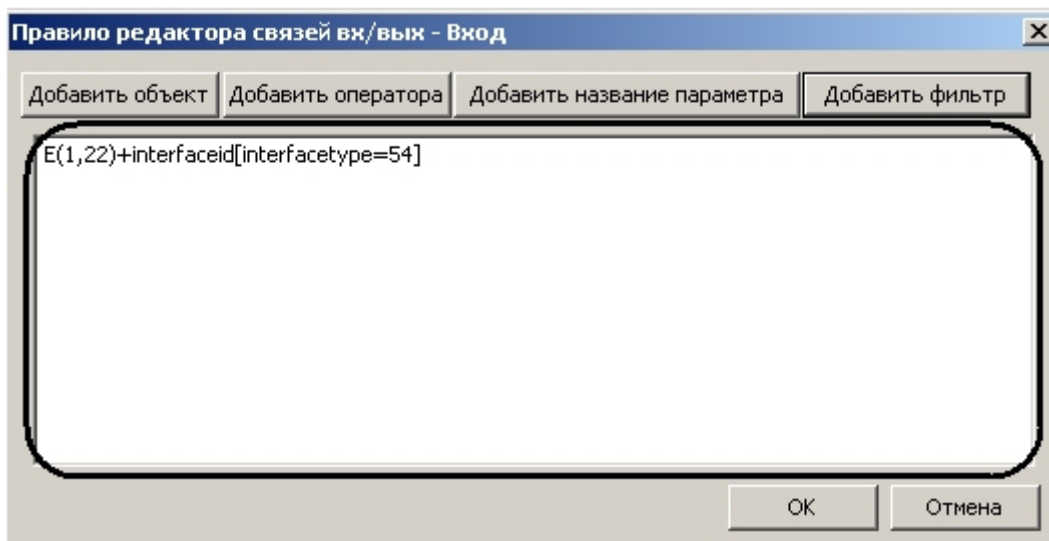 Правило редактора связей вх/вых - Вход
Добавить объект Добавить оператора Добавить название параметра Добавить фильтр
E(1,22)+interfaceid[interfacetype=54]
OK Отмена